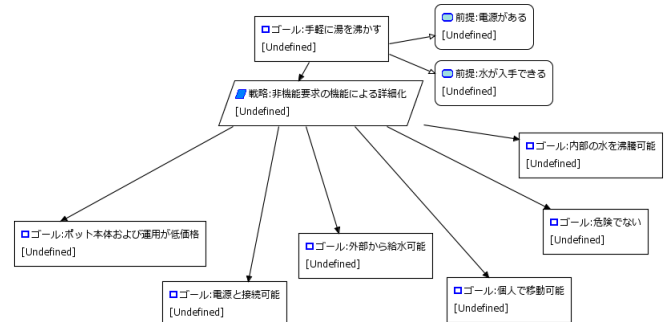 ゴール:手軽に湯を沸かす
[Undefined]
前提:電源がある
[Undefined]
前提:水が入手できる
[Undefined]
戦略:非機能要求の機能による詳細化
[Undefined]
ゴール:内部の水を沸騰可能
[Undefined]
ゴール:危険でない
[Undefined]
ゴール:ポット本体および運用が低価格
[Undefined]
ゴール:外部から給水可能
[Undefined]
ゴール:電源と接続可能
[Undefined]
ゴール:個人で移動可能
[Undefined]